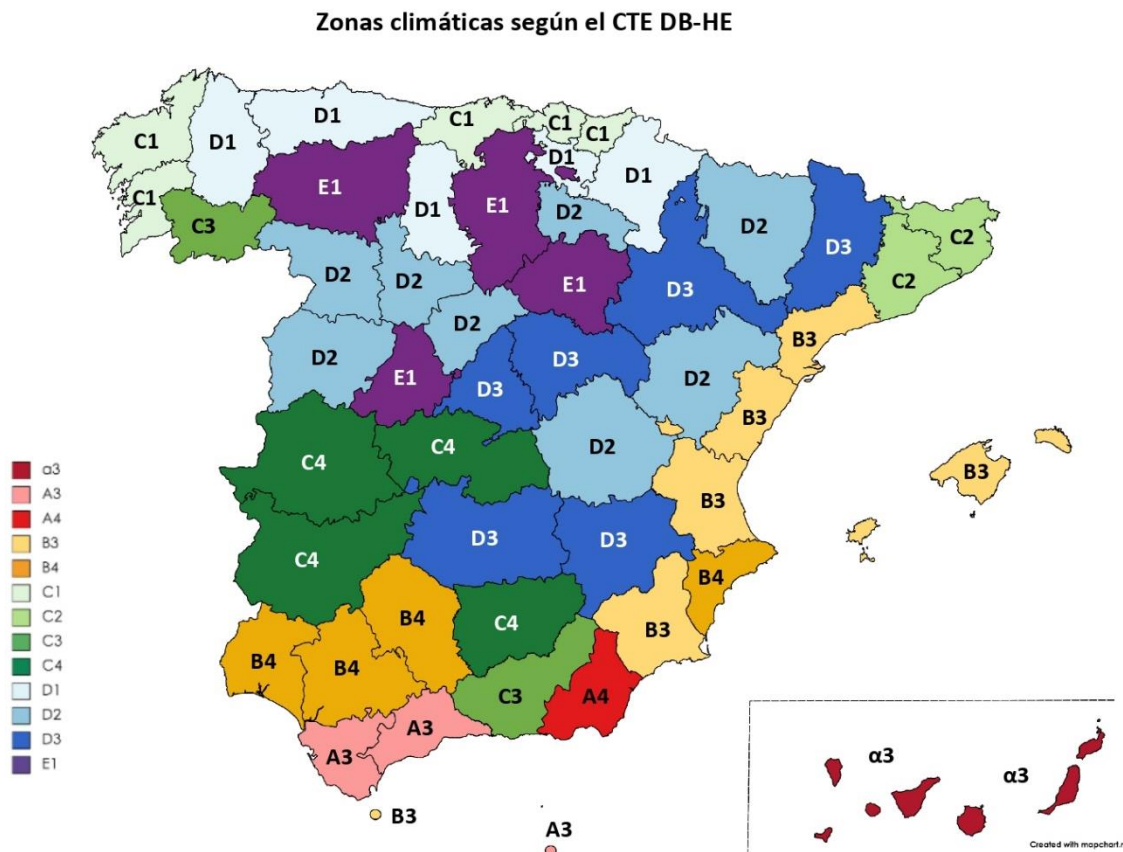 Zonas climáticas según el CTE DB-HE
C1
D1
D1
C1
C1
C1
D1
D1
C1
C3
E1
D1
E1
D2
D2
D3
C2
C2
D2
D2
E1
D3
D2
D2
E1
D3
D3
D2
B3
B3
C4
C4
D2
B3
B3
C4
D3
D3
B4
B4
C4
B3
B4
B4
C3
A4
A3
A3
B3
A3
α3
α3
α3
A3
A4
B3
B4
C1
C2
C3
C4
D1
D2
D3
E1
Created with mapchart.n